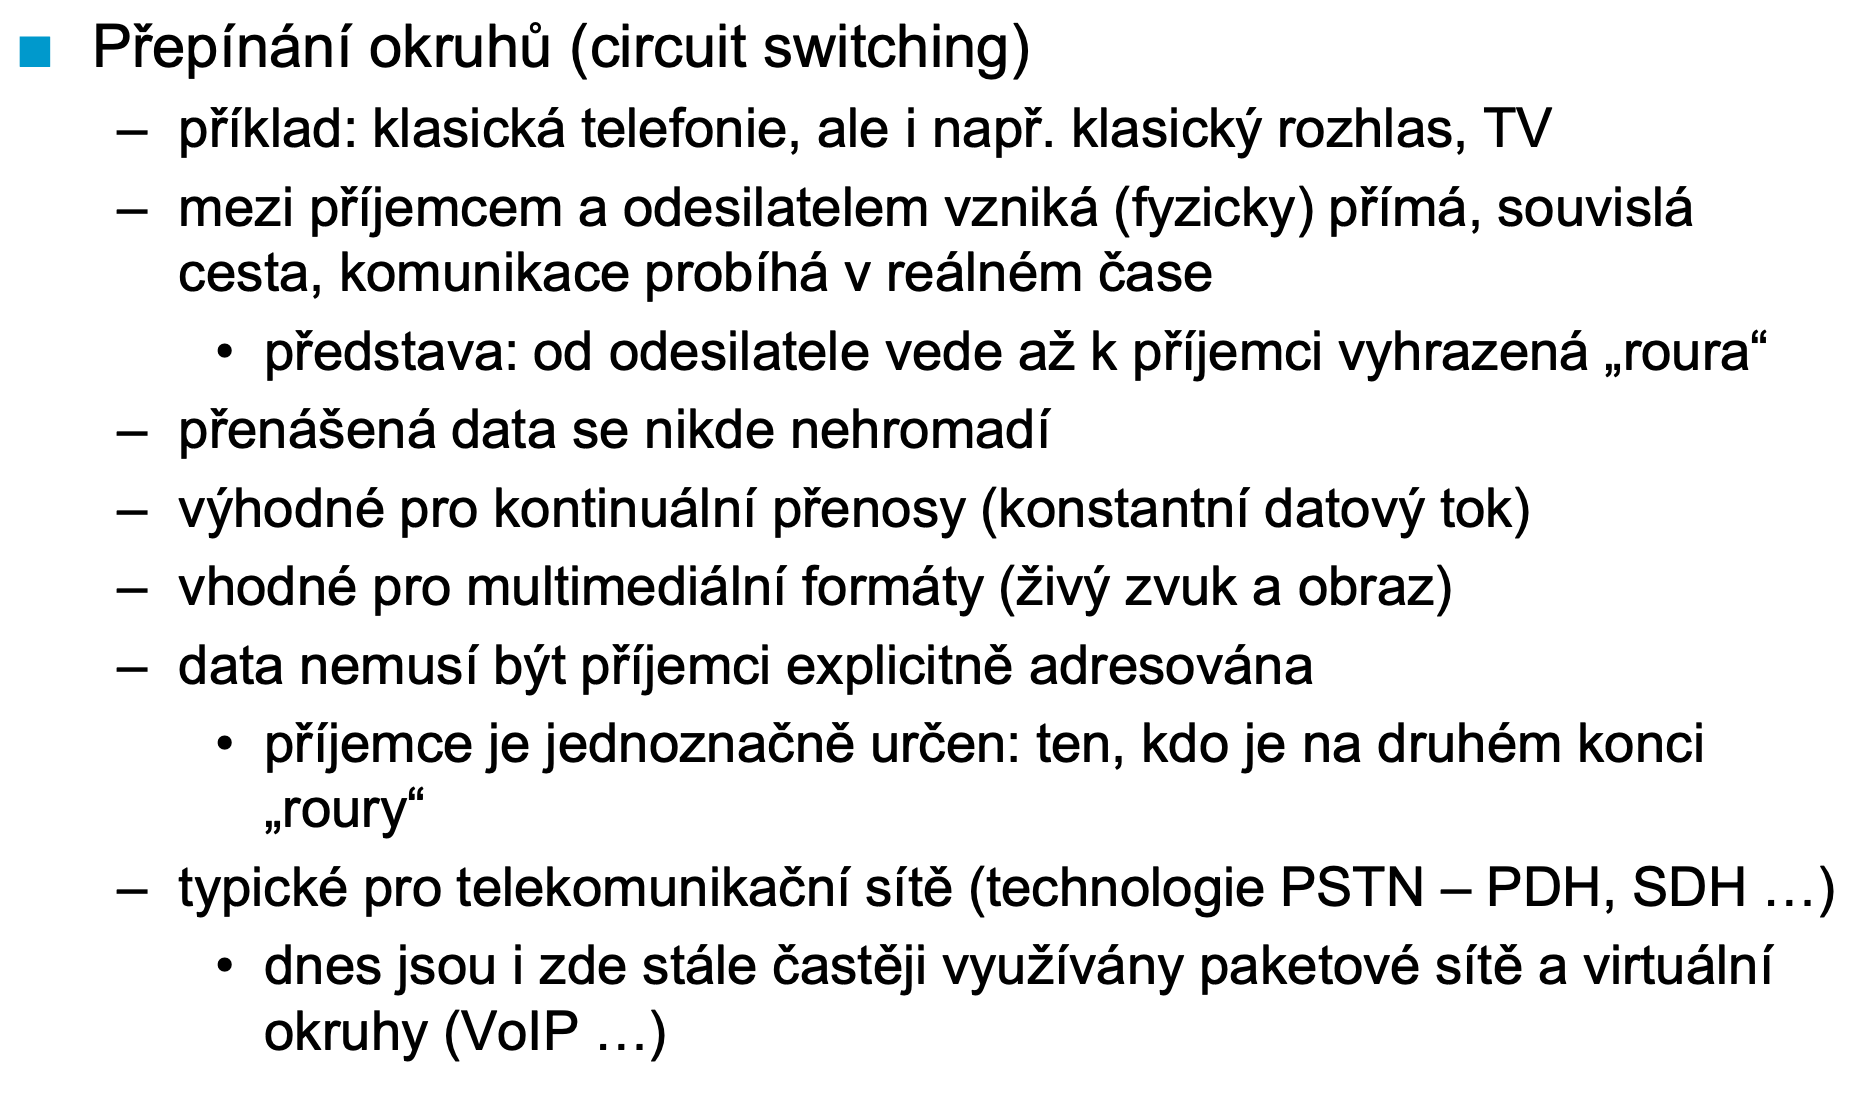 ■ Přepínání okruhů (circuit switching)
– příklad: klasická telefonie, ale i např. klasický rozhlas, TV
– mezi příjemcem a odesilatelem vzniká (fyzicky) přímá, souvislá
cesta, komunikace probíhá v reálném čase
• představa: od odesilatele vede až k příjemci vyhrazená „roura“
– přenášená data se nikde nehromadí
– výhodné pro kontinuální přenosy (konstantní datový tok)
– vhodné pro multimediální formáty (živý zvuk a obraz)
– data nemusí být příjemci explicitně adresována
• příjemce je jednoznačně určen: ten, kdo je na druhém konci
„roury“
– typické pro telekomunikační sítě (technologie PSTN – PDH, SDH …)
• dnes jsou i zde stále častěji využívány paketové sítě a virtuální
okruhy (VoIP …)